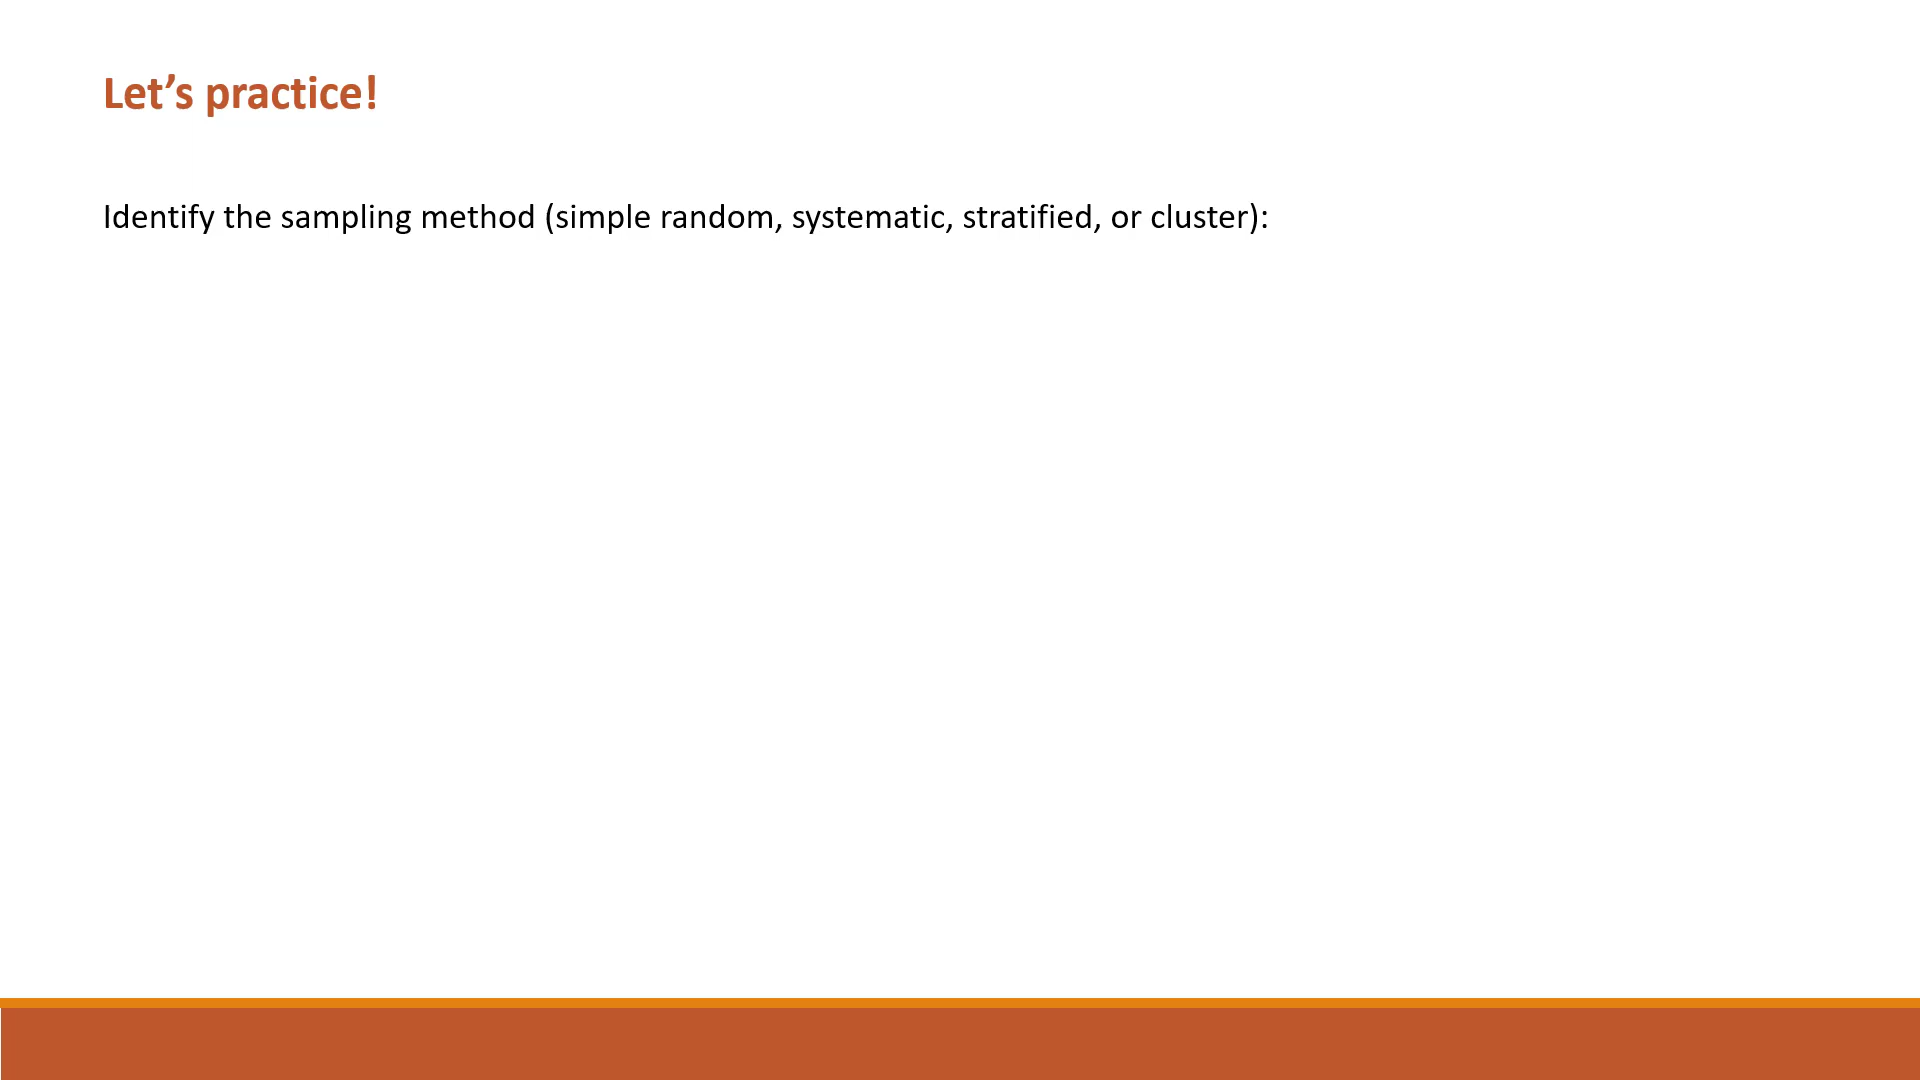 Let’s practice!
Identify the sampling method (simple random, systematic, stratified, or cluster):